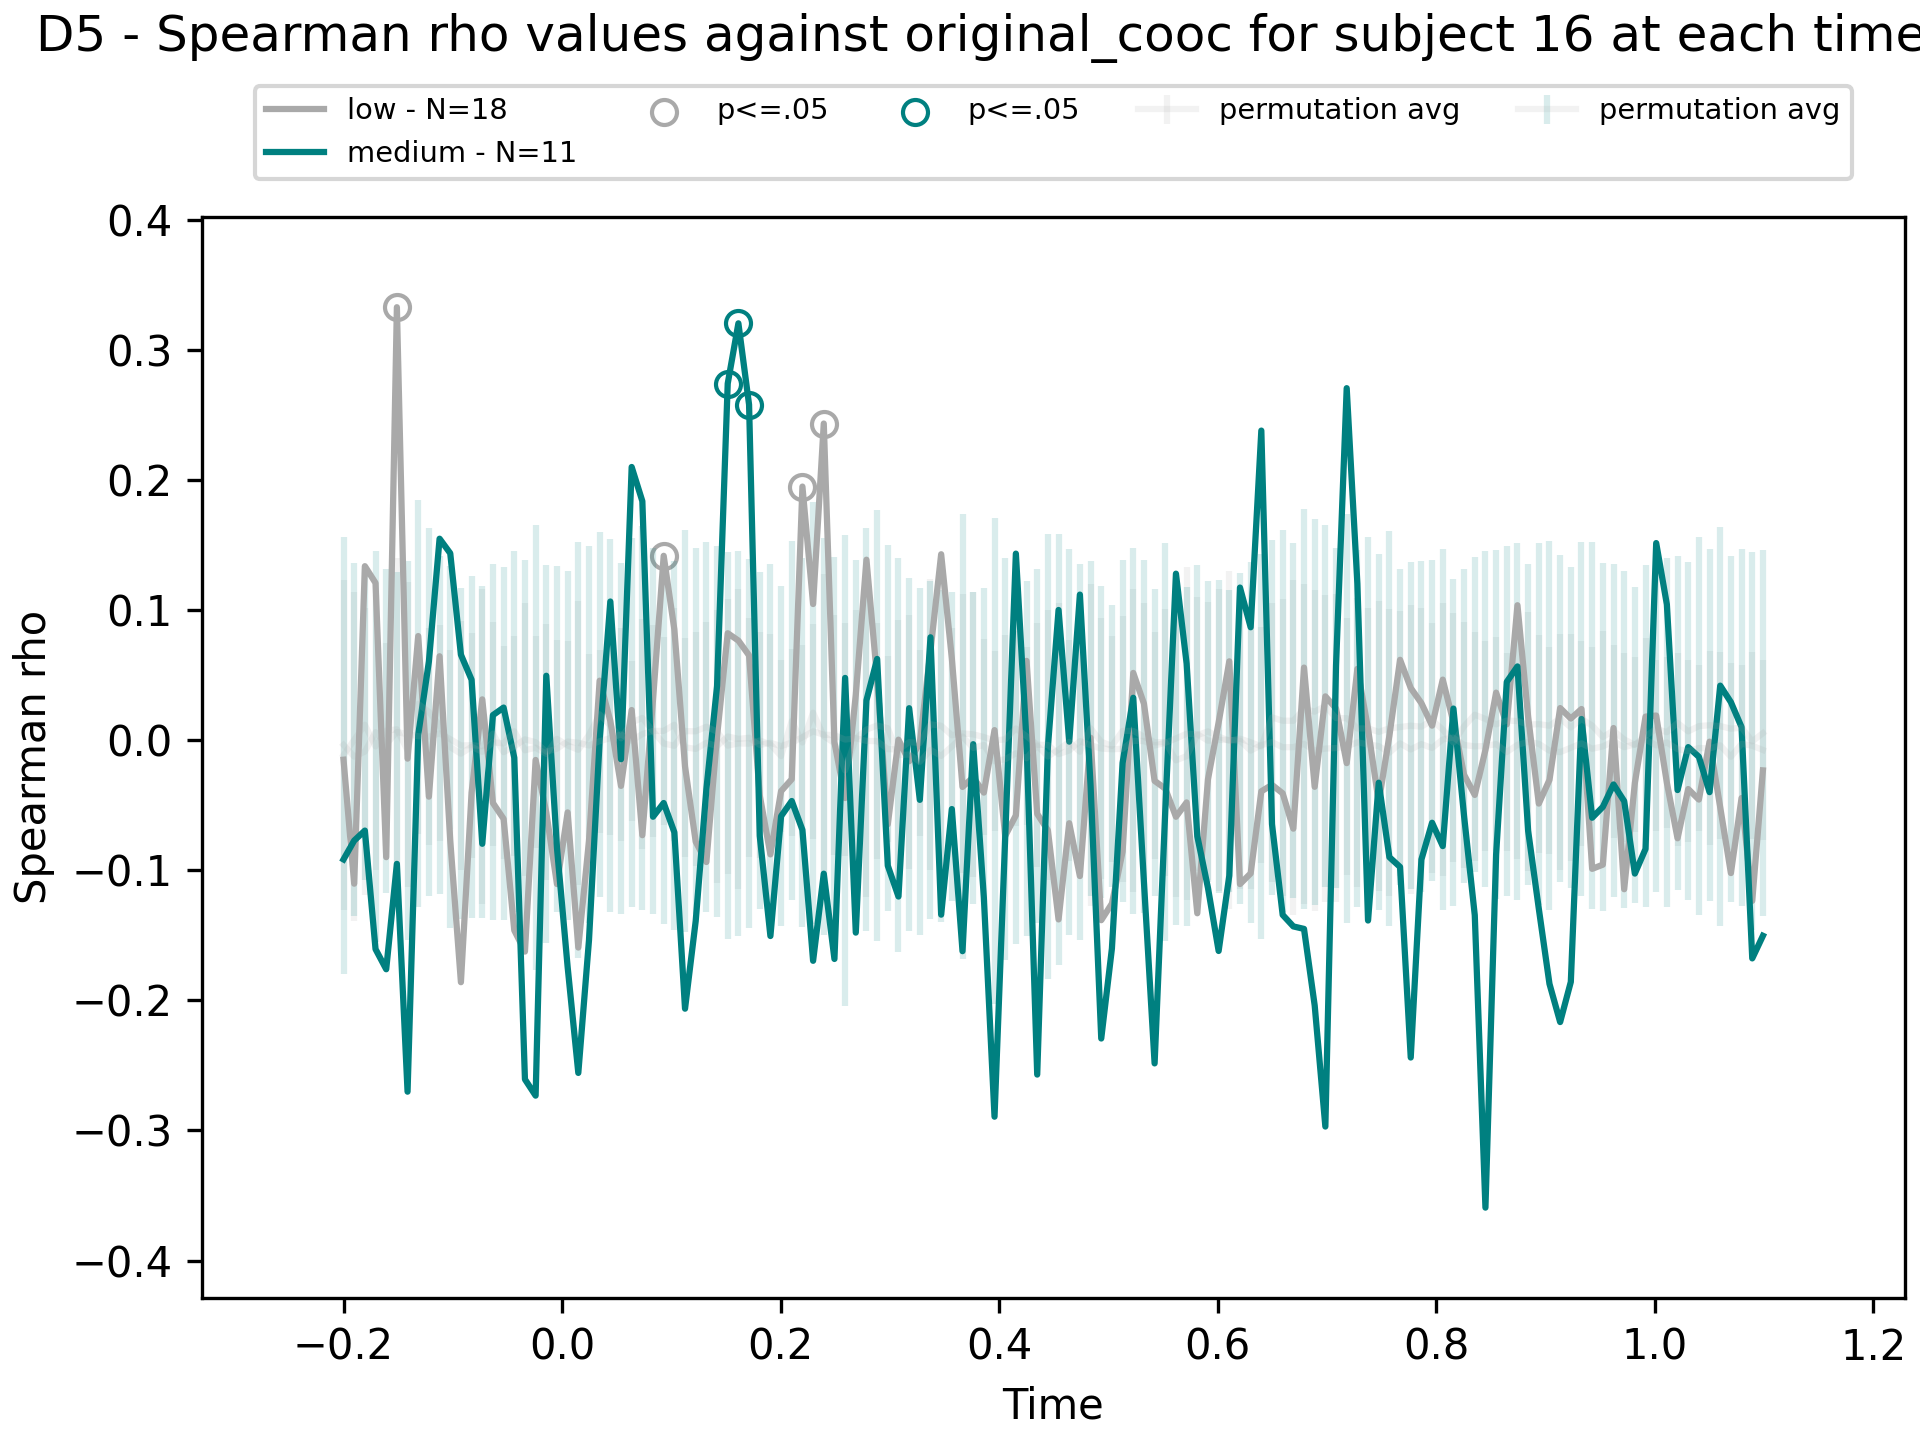 D5 - Spearman rho values against original_cooc for subject 16 at each time
low - N=18
medium - N=11
p<=.05
p<=.05
permutation avg
permutation avg
0.4
0.3
0.2
0.1
0.0
−0.1
−0.2
−0.3
−0.4
Spearman rho
−0.2
0.0
0.2
0.4
0.6
0.8
1.0
1.2
Time